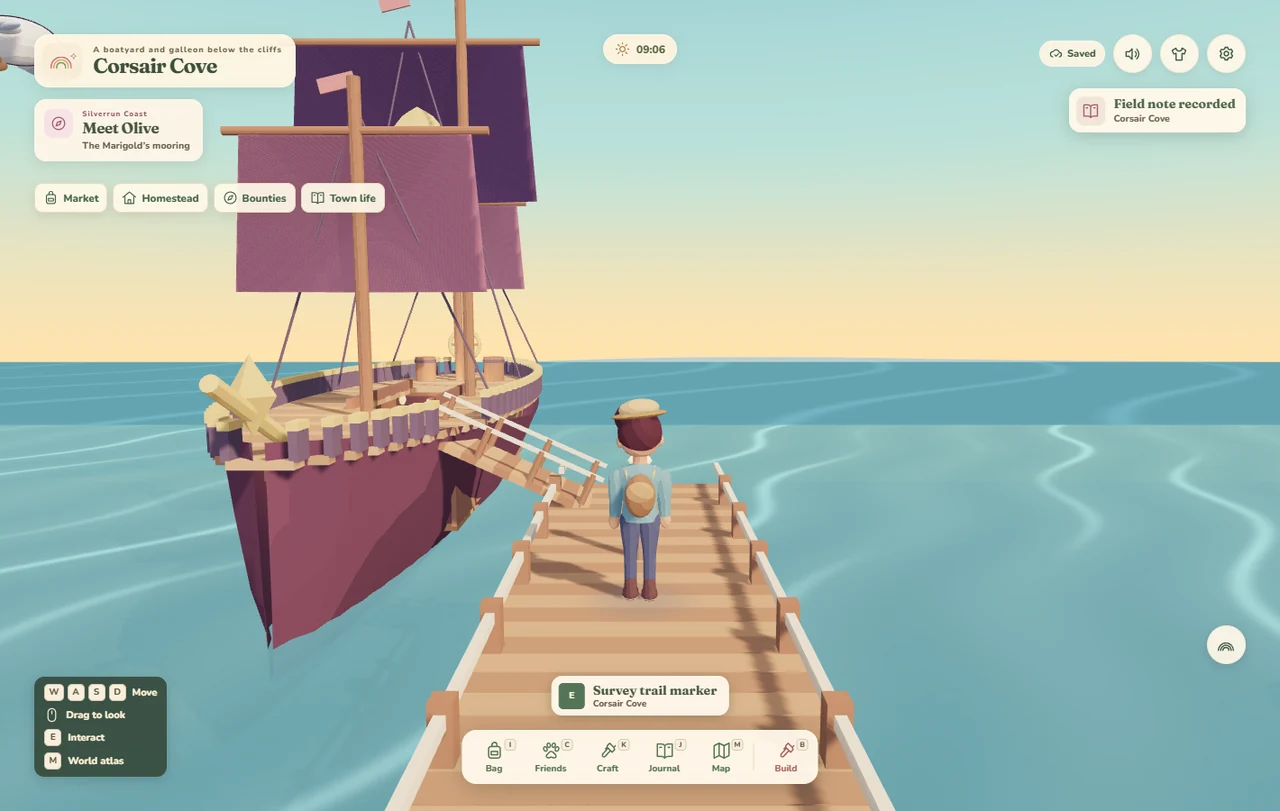 A boatyard and galleon below the cliffs
Corsair Cove
09:06
Saved
Silverrun Coast
Meet Olive
The Marigold's mooring
Field note recorded
Corsair Cove
Market
Homestead
Bounties
Town life
W A S D Move
Drag to look
E Interact
M World atlas
E Survey trail marker
Corsair Cove
I C K J M B
Bag Friends Craft Journal Map Build